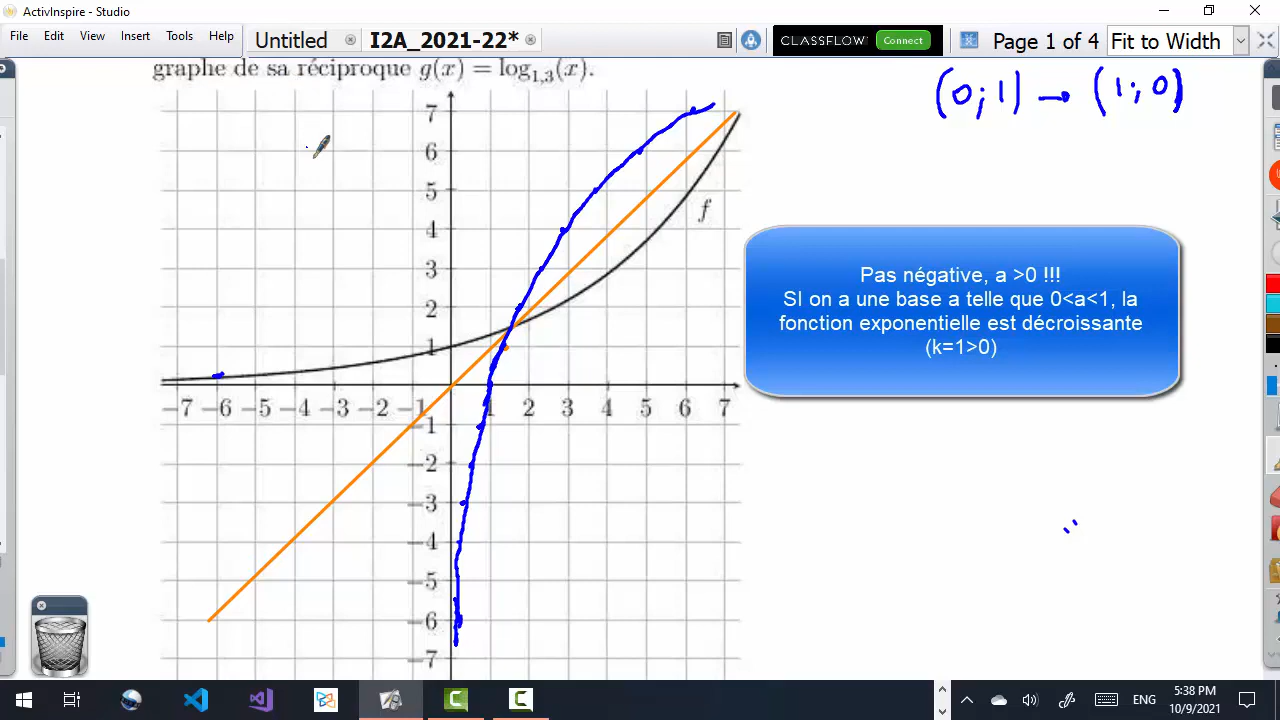 ActivInspire - Studio
File Edit View Insert Tools Help
Untitled
I2A_2021-22*
CLASSFLOW Connect
Page 1 of 4
Fit to Width
graphe de sa réciproque g(x) = log1,3(x).
(0;1) → (1;0)
7
6
5
4
3
2
1
f
−7 −6 −5 −4 −3 −2 −1 1 2 3 4 5 6 7
−1
−2
−3
−4
−5
−6
−7
Pas négative, a >0 !!!
SI on a une base a telle que 0<a<1, la
fonction exponentielle est décroissante
(k=1>0)
ENG
5:38 PM
10/9/2021